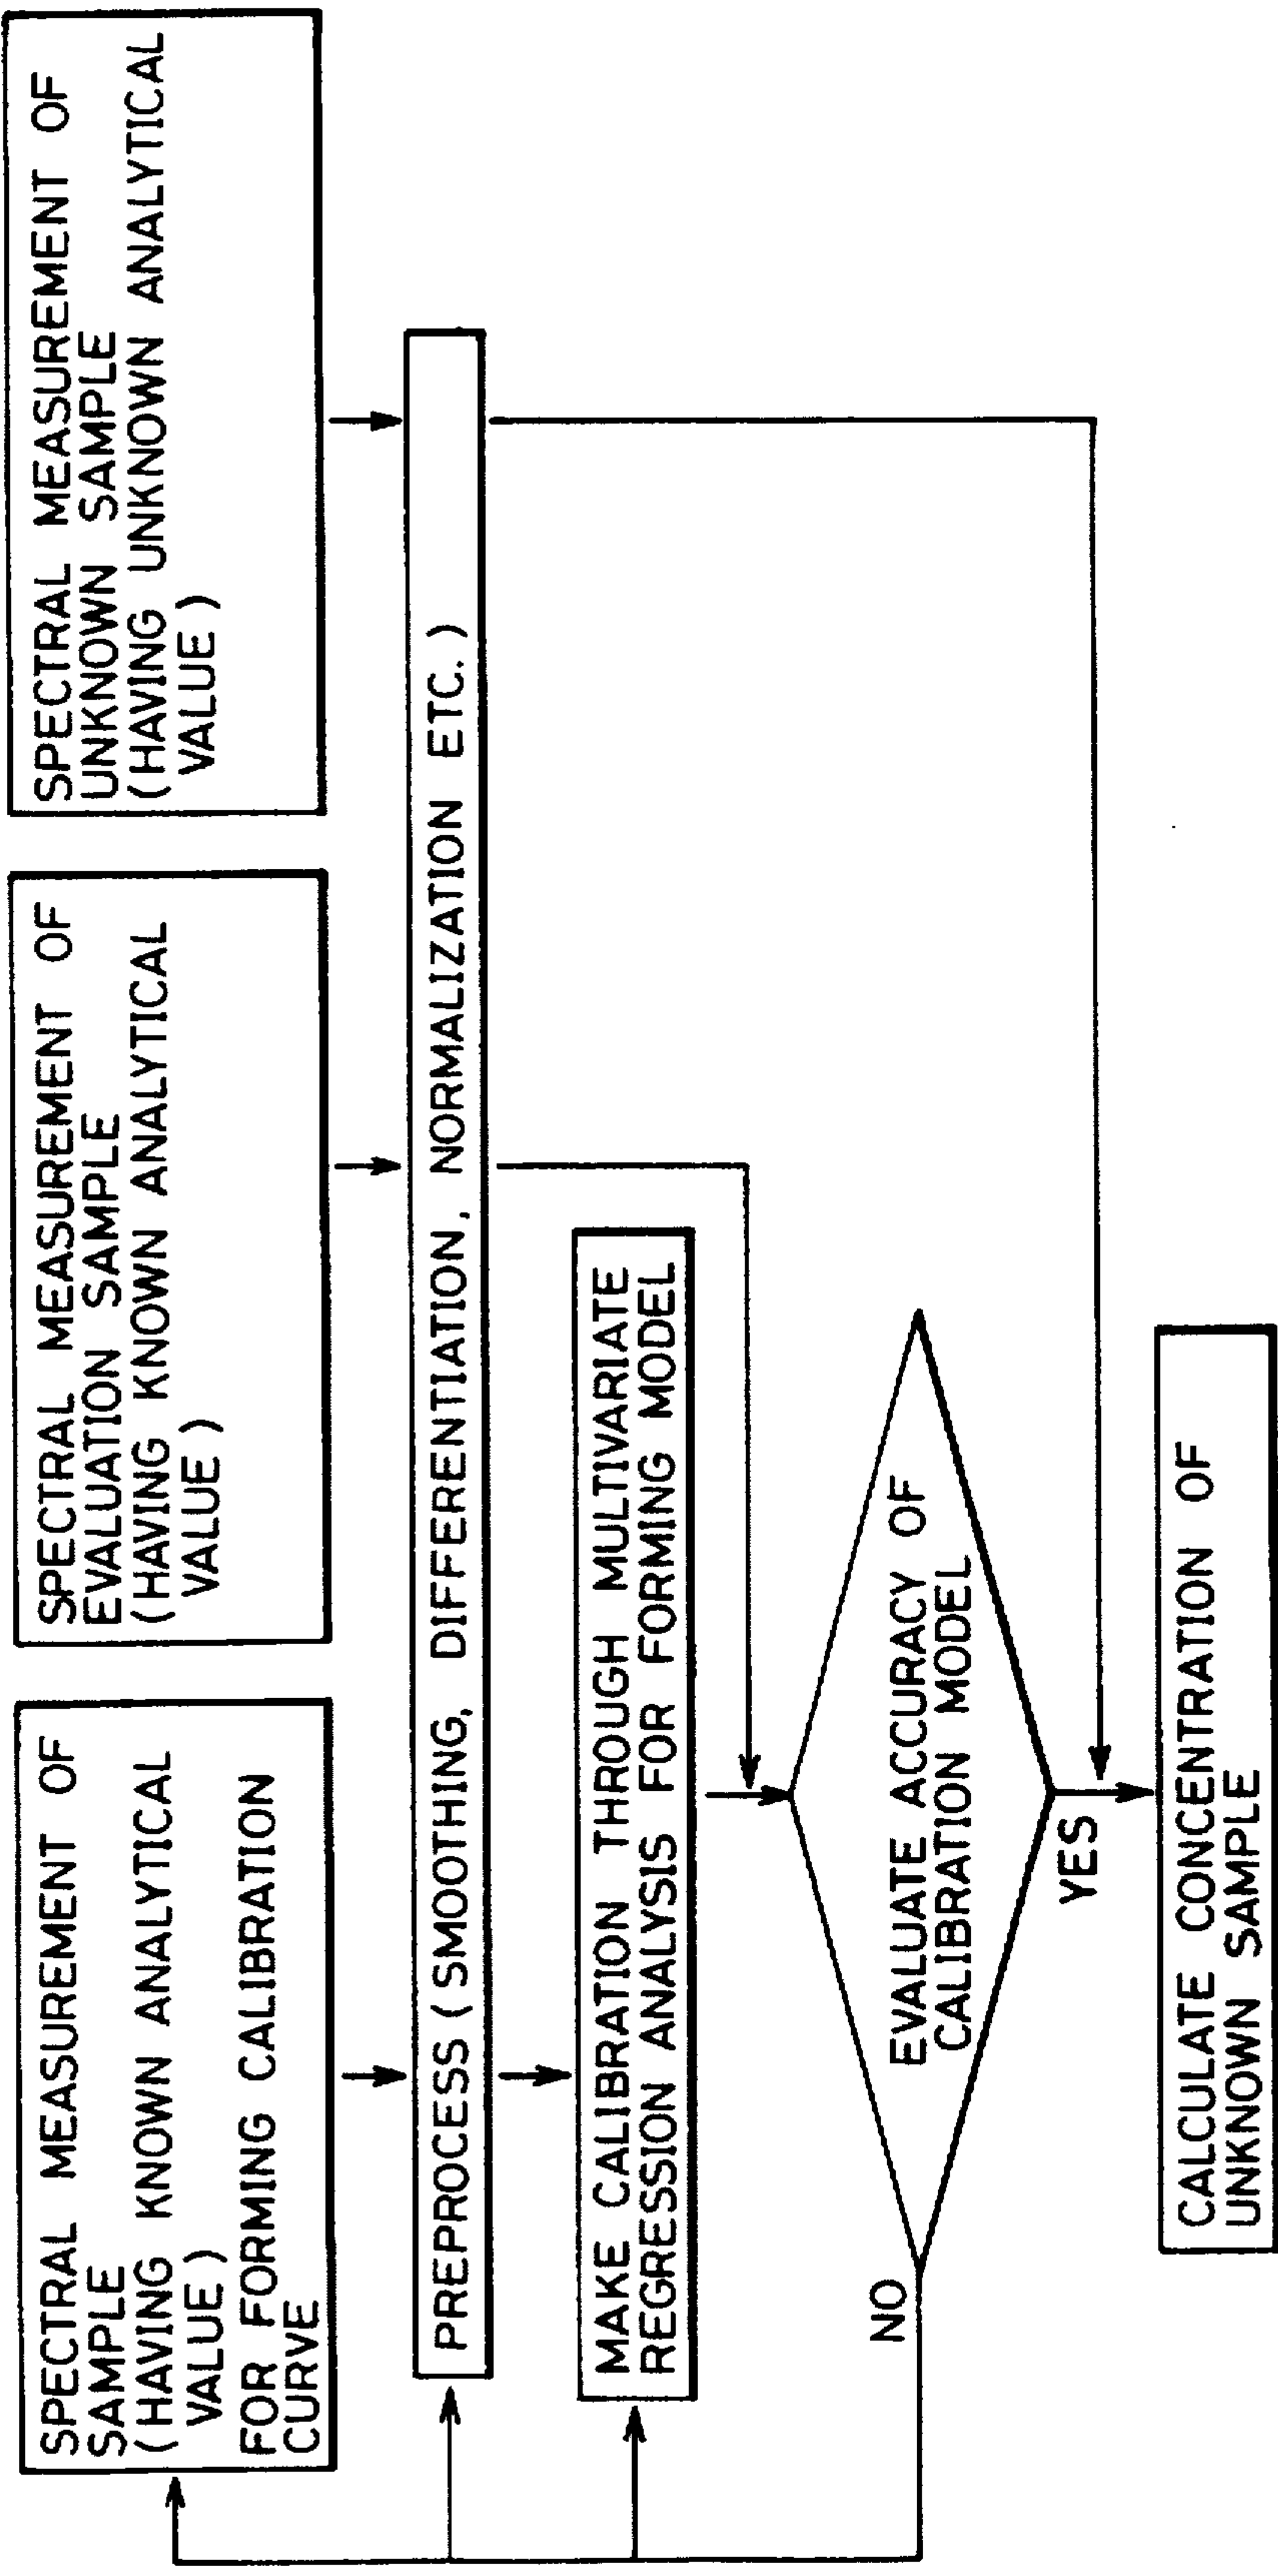 SPECTRAL MEASUREMENT OF
SAMPLE
(HAVING KNOWN ANALYTICAL
VALUE)
FOR FORMING CALIBRATION
CURVE
SPECTRAL MEASUREMENT OF
EVALUATION SAMPLE
(HAVING KNOWN ANALYTICAL
VALUE)
SPECTRAL MEASUREMENT OF
UNKNOWN SAMPLE
(HAVING UNKNOWN ANALYTICAL
VALUE)
PREPROCESS (SMOOTHING, DIFFERENTIATION, NORMALIZATION ETC.)
MAKE CALIBRATION THROUGH MULTIVARIATE
REGRESSION ANALYSIS FOR FORMING MODEL
EVALUATE ACCURACY OF
CALIBRATION MODEL
NO
YES
CALCULATE CONCENTRATION OF
UNKNOWN SAMPLE